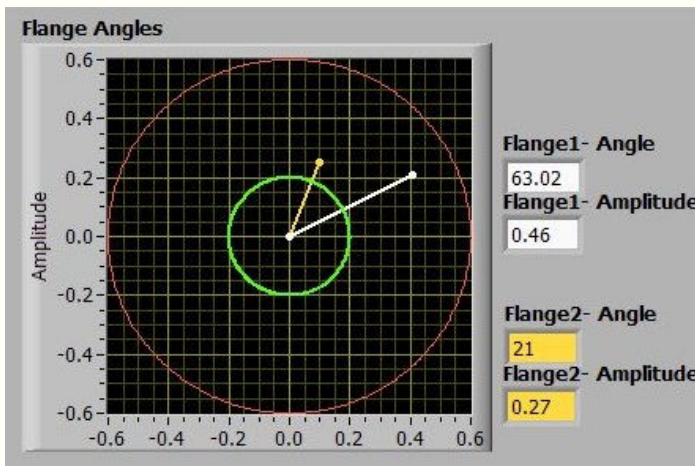 Flange Angles
0.6
0.4
0.2
0.0
-0.2
-0.4
-0.6
Amplitude
-0.6 -0.4 -0.2 0.0 0.2 0.4 0.6
Flange1- Angle
63.02
Flange1- Amplitude
0.46
Flange2- Angle
21
Flange2- Amplitude
0.27